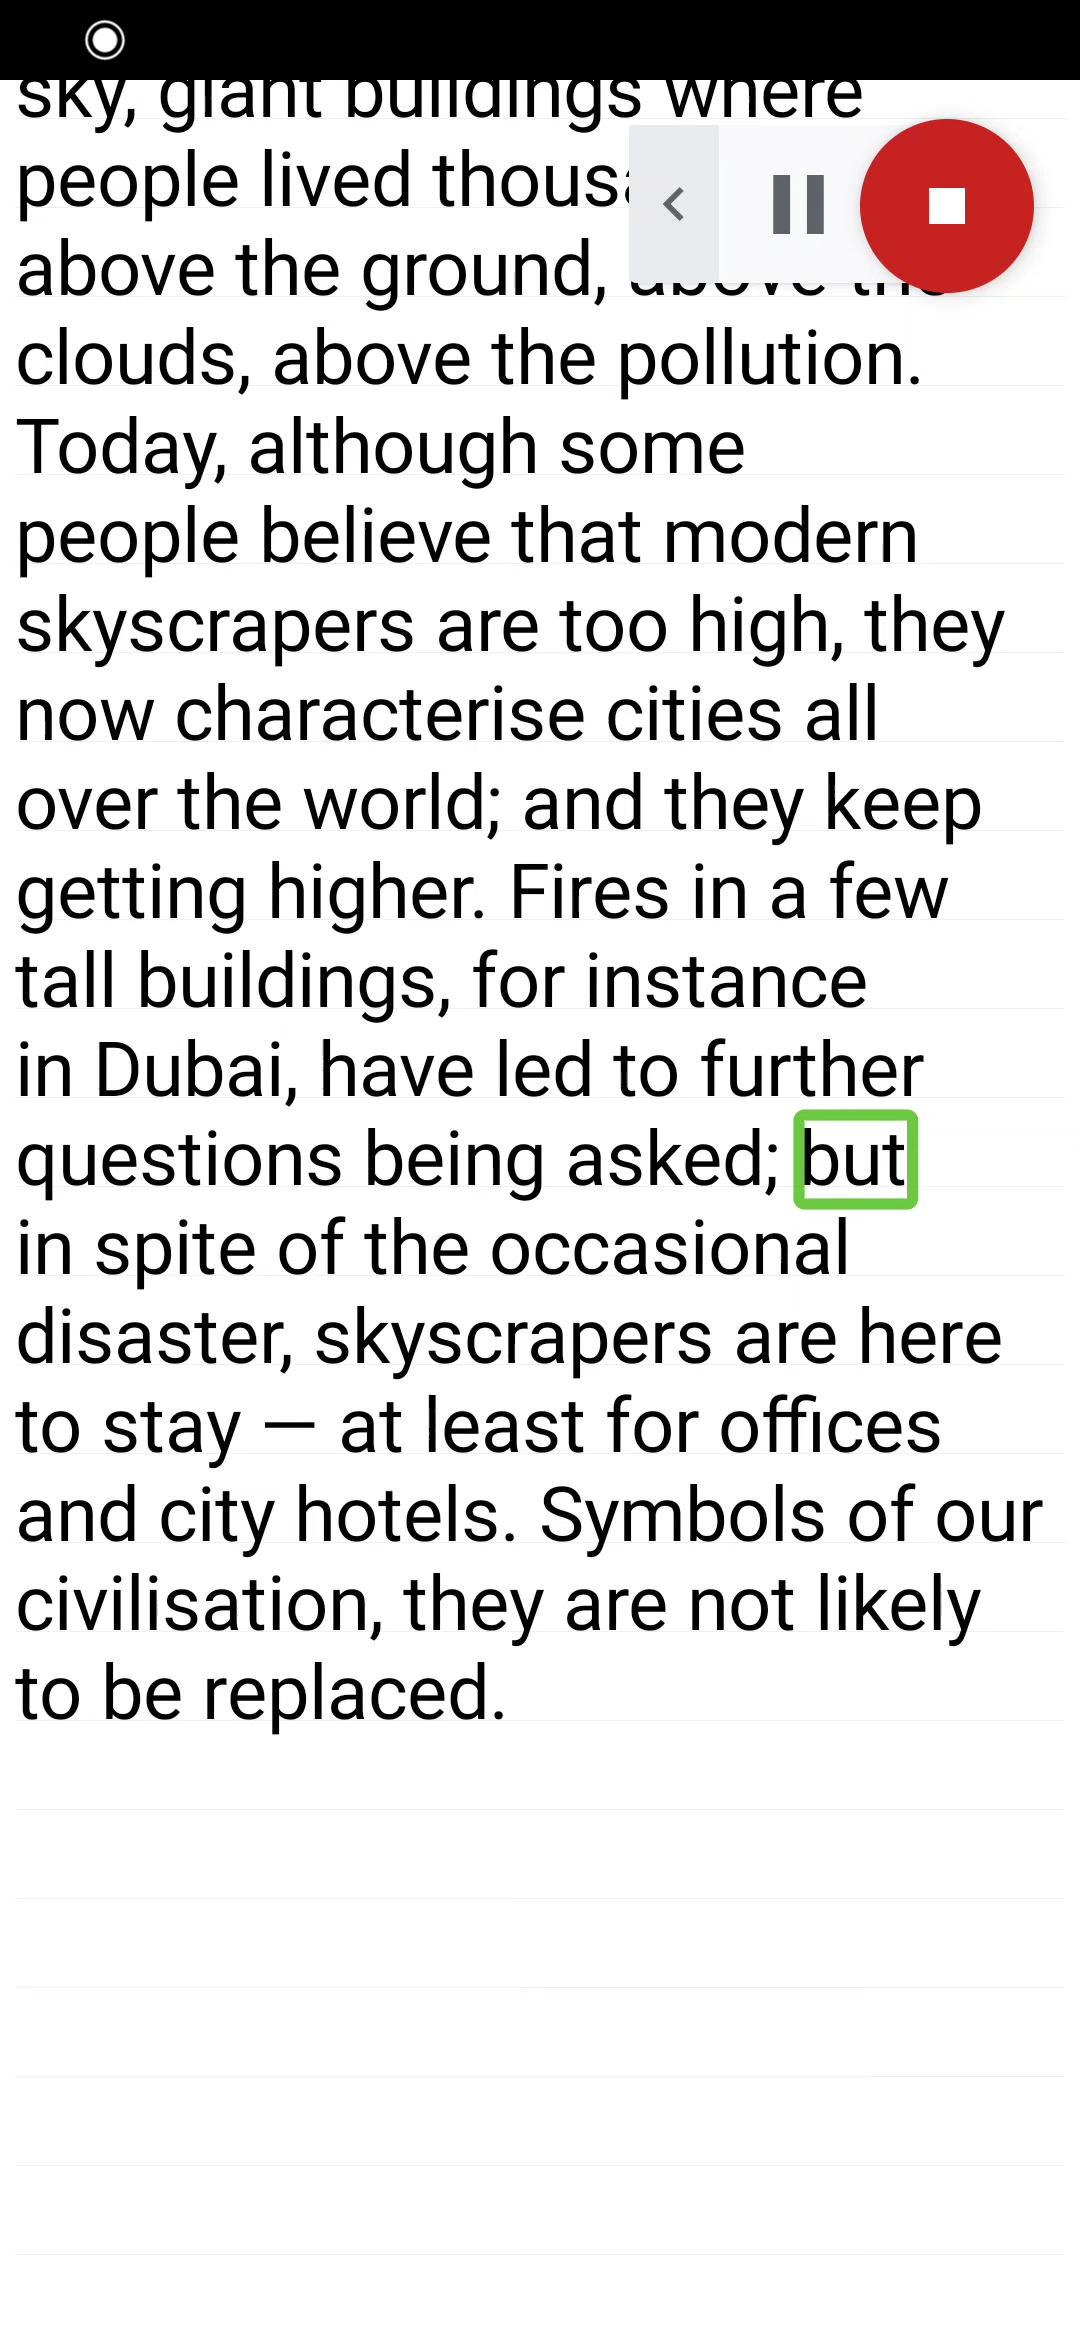 sky, giant buildings where
people lived
above the ground, above the
clouds, above the pollution.
Today, although some
people believe that modern
skyscrapers are too high, they
now characterise cities all
over the world; and they keep
getting higher. Fires in a few
tall buildings, for instance
in Dubai, have led to further
questions being asked; but
in spite of the occasional
disaster, skyscrapers are here
to stay — at least for offices
and city hotels. Symbols of our
civilisation, they are not likely
to be replaced.